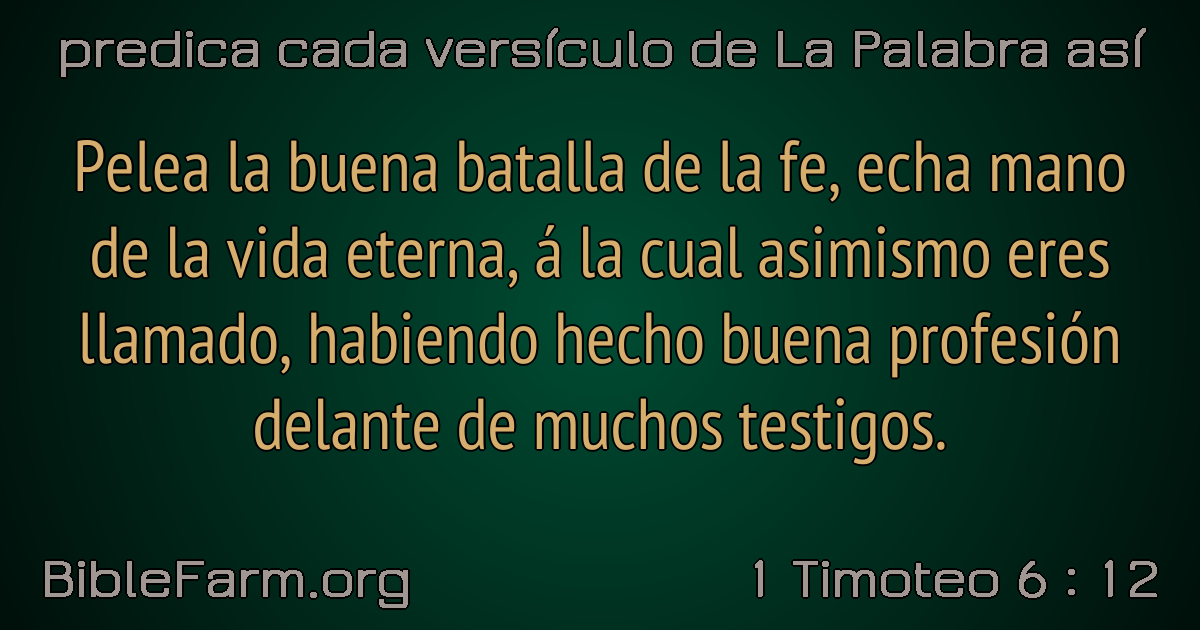 predica cada versículo de La Palabra así
Pelea la buena batalla de la fe, echa mano
de la vida eterna, á la cual asimismo eres
llamado, habiendo hecho buena profesión
delante de muchos testigos.
BibleFarm.org
1 Timoteo 6 : 12